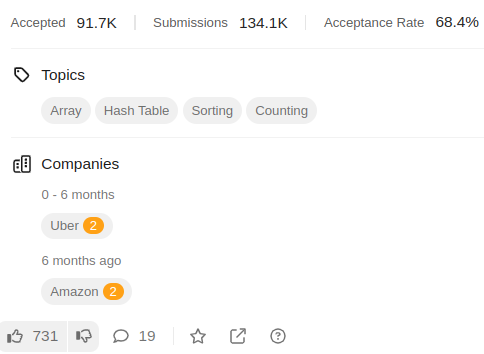 Accepted 91.7K Submissions 134.1K Acceptance Rate 68.4%
Topics
Array Hash Table Sorting Counting
Companies
0 - 6 months
Uber 2
6 months ago
Amazon 2
731 19